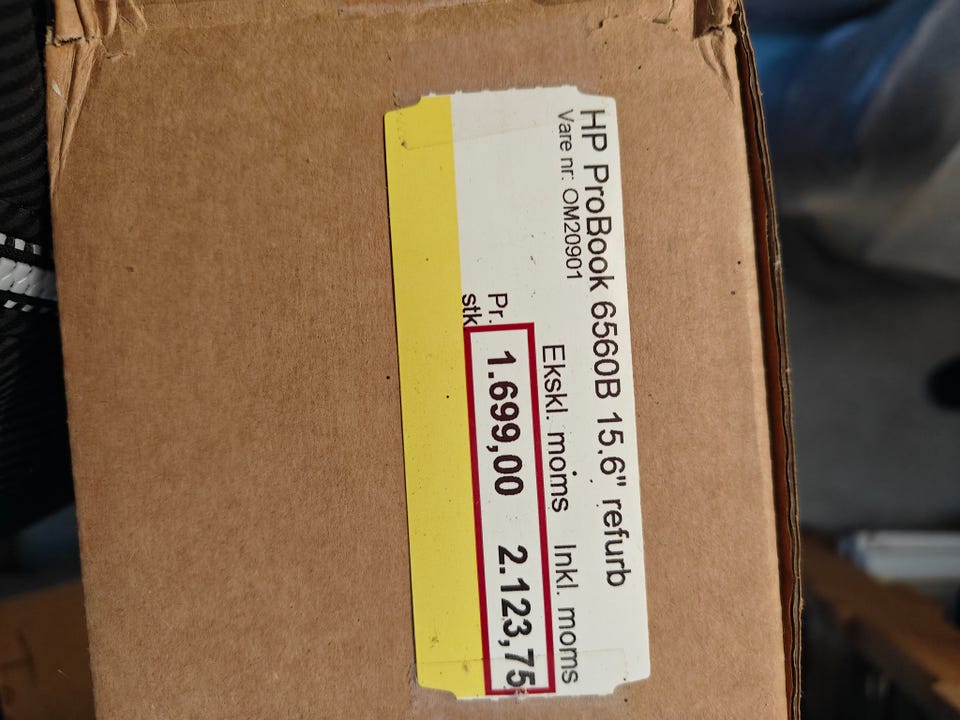 HP ProBook 6560B 15,6" refurb
Vare nr: OM20901
Ekskl. moims Inkl. moms
Pr. stk 1.699,00 2.123,75